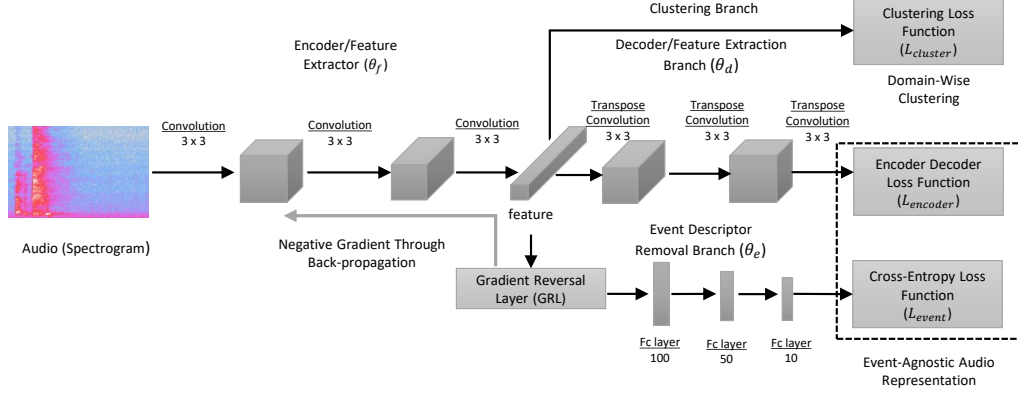 Clustering Branch
Clustering Loss
Function
(L_cluster)
Domain-Wise
Clustering
Encoder/Feature
Extractor (θ_f)
Decoder/Feature Extraction
Branch (θ_d)
Convolution
3 x 3
Convolution
3 x 3
Convolution
3 x 3
Transpose
Convolution
3 x 3
Transpose
Convolution
3 x 3
Transpose
Convolution
3 x 3
Encoder Decoder
Loss Function
(L_encoder)
feature
Audio (Spectrogram)
Negative Gradient Through
Back-propagation
Event Descriptor
Removal Branch (θ_e)
Gradient Reversal
Layer (GRL)
Cross-Entropy Loss
Function
(L_event)
Fc layer
100
Fc layer
50
Fc layer
10
Event-Agnostic Audio
Representation